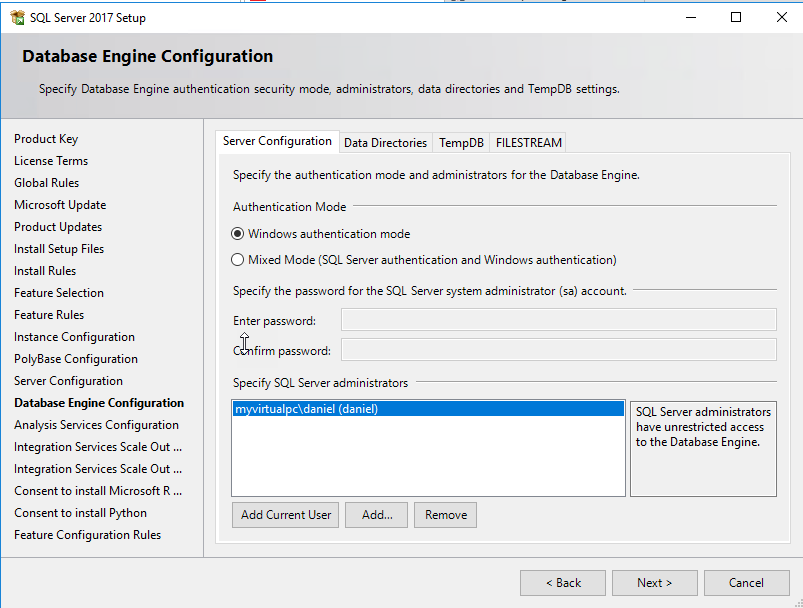 SQL Server 2017 Setup
Database Engine Configuration
Specify Database Engine authentication security mode, administrators, data directories and TempDB settings.
Product Key
License Terms
Global Rules
Microsoft Update
Product Updates
Install Setup Files
Install Rules
Feature Selection
Feature Rules
Instance Configuration
PolyBase Configuration
Server Configuration
Database Engine Configuration
Analysis Services Configuration
Integration Services Scale Out ...
Integration Services Scale Out ...
Consent to install Microsoft R ...
Consent to install Python
Feature Configuration Rules
Server Configuration Data Directories TempDB FILESTREAM
Specify the authentication mode and administrators for the Database Engine.
Authentication Mode
Windows authentication mode
Mixed Mode (SQL Server authentication and Windows authentication)
Specify the password for the SQL Server system administrator (sa) account.
Enter password:
Confirm password:
Specify SQL Server administrators
myvirtualpc\daniel (daniel)
SQL Server administrators
have unrestricted access
to the Database Engine.
Add Current User Add... Remove
< Back Next > Cancel